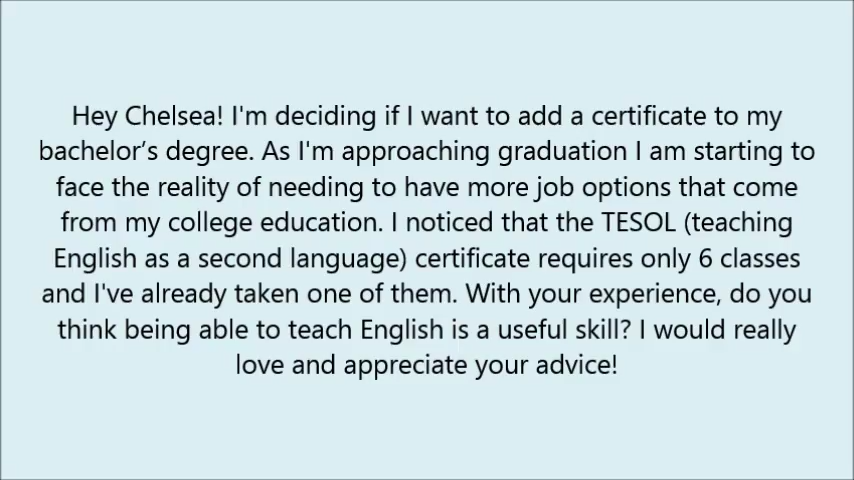 Hey Chelsea! I'm deciding if I want to add a certificate to my
bachelor’s degree. As I'm approaching graduation I am starting to
face the reality of needing to have more job options that come
from my college education. I noticed that the TESOL (teaching
English as a second language) certificate requires only 6 classes
and I've already taken one of them. With your experience, do you
think being able to teach English is a useful skill? I would really
love and appreciate your advice!